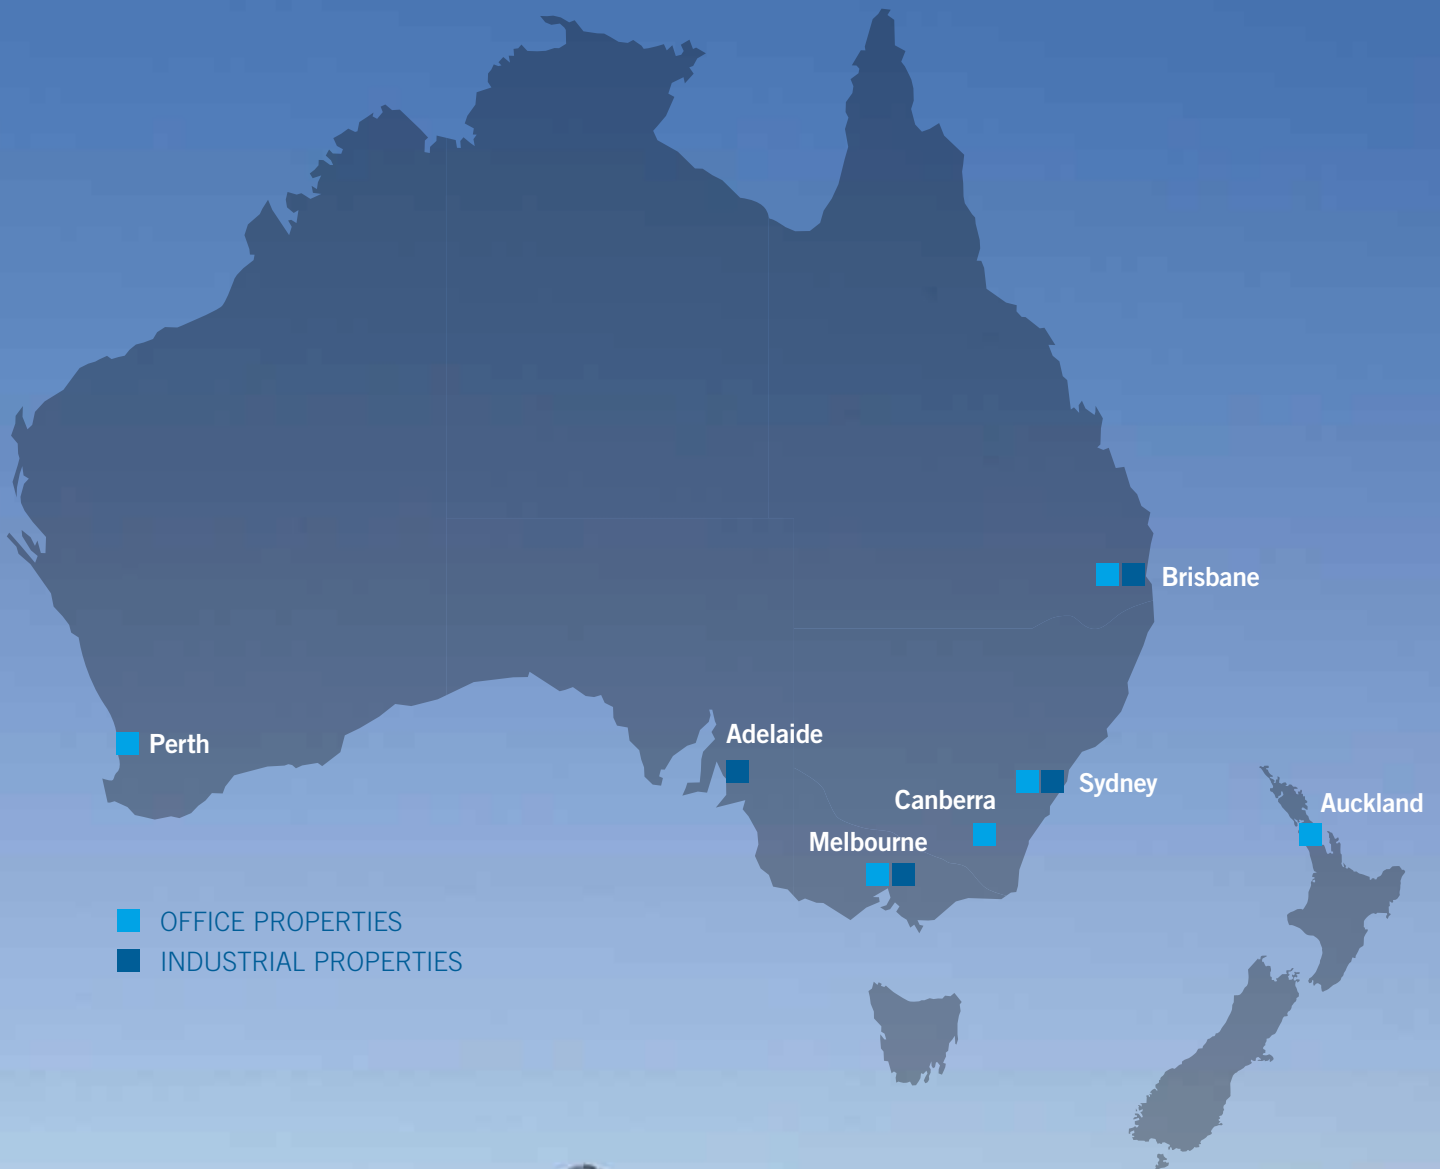 Brisbane
Perth
Adelaide
Sydney
Canberra
Auckland
Melbourne
OFFICE PROPERTIES
INDUSTRIAL PROPERTIES